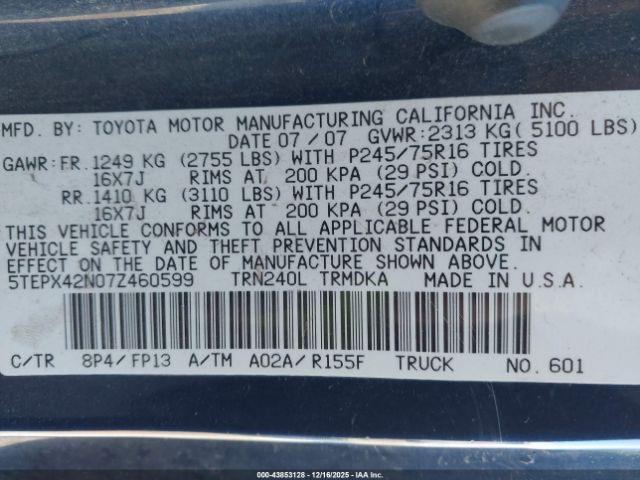 MFD. BY: TOYOTA MOTOR MANUFACTURING CALIFORNIA INC.
DATE 07/07 GVWR:2313 KG( 5100 LBS)
GAWR:FR.1249 KG (2755 LBS) WITH P245/75R16 TIRES
16X7J RIMS AT 200 KPA (29 PSI) COLD.
RR.1410 KG (3110 LBS) WITH P245/75R16 TIRES
16X7J RIMS AT 200 KPA (29 PSI) COLD.
THIS VEHICLE CONFORMS TO ALL APPLICABLE FEDERAL MOTOR
VEHICLE SAFETY AND THEFT PREVENTION STANDARDS IN
EFFECT ON THE DATE OF MANUFACTURE SHOWN ABOVE.
5TEPX42N07Z460599 TRN240L TRMDKA MADE IN U.S.A.
C/TR 8P4/FP13 A/TM A02A/R155F TRUCK NO.601
000-43853128 - 12/16/2025 - IAA Inc.